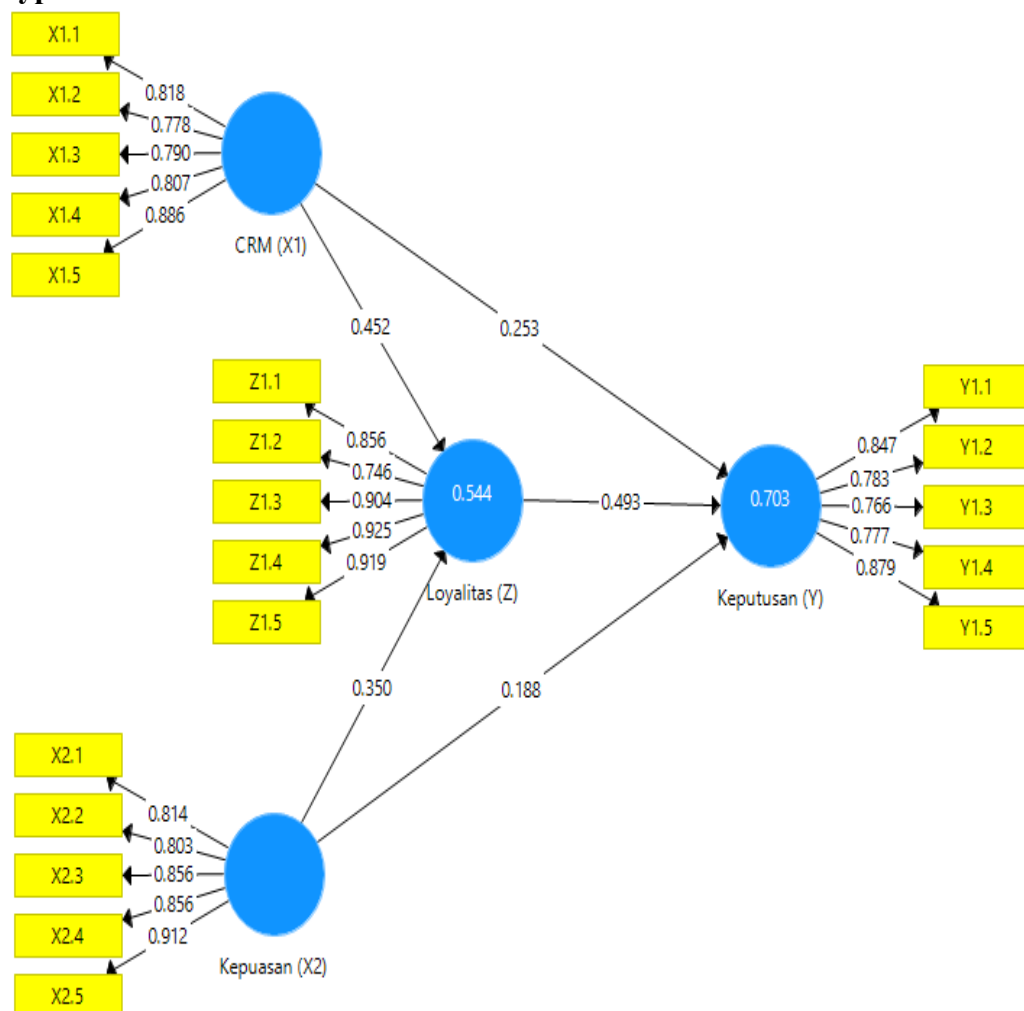 X1.1
X1.2
X1.3
X1.4
X1.5
0.818
0.778
0.790
0.807
0.886
CRM (X1)
0.452
0.253
Z1.1
Z1.2
Z1.3
Z1.4
Z1.5
0.856
0.746
0.904
0.925
0.919
0.544
Loyalitas (Z)
0.493
0.703
Keputusan (Y)
0.847
0.783
0.766
0.777
0.879
Y1.1
Y1.2
Y1.3
Y1.4
Y1.5
0.350
0.188
X2.1
X2.2
X2.3
X2.4
X2.5
0.814
0.803
0.856
0.856
0.912
Kepuasan (X2)